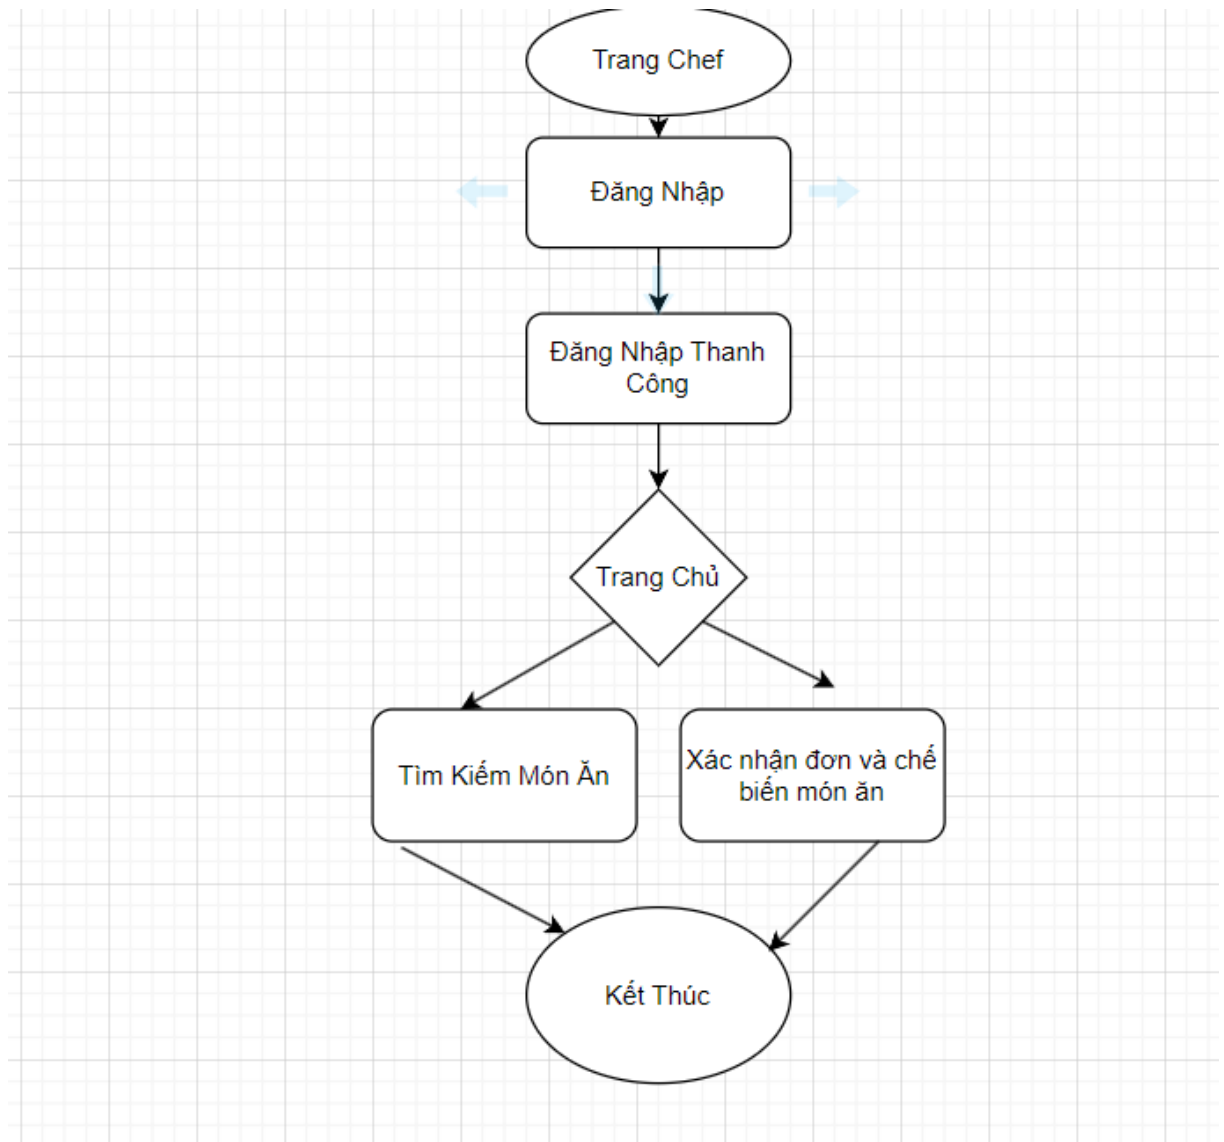 Trang Chef
Đăng Nhập
Đăng Nhập Thanh
Công
Trang Chủ
Tìm Kiếm Món Ăn
Xác nhận đơn và chế
biến món ăn
Kết Thúc